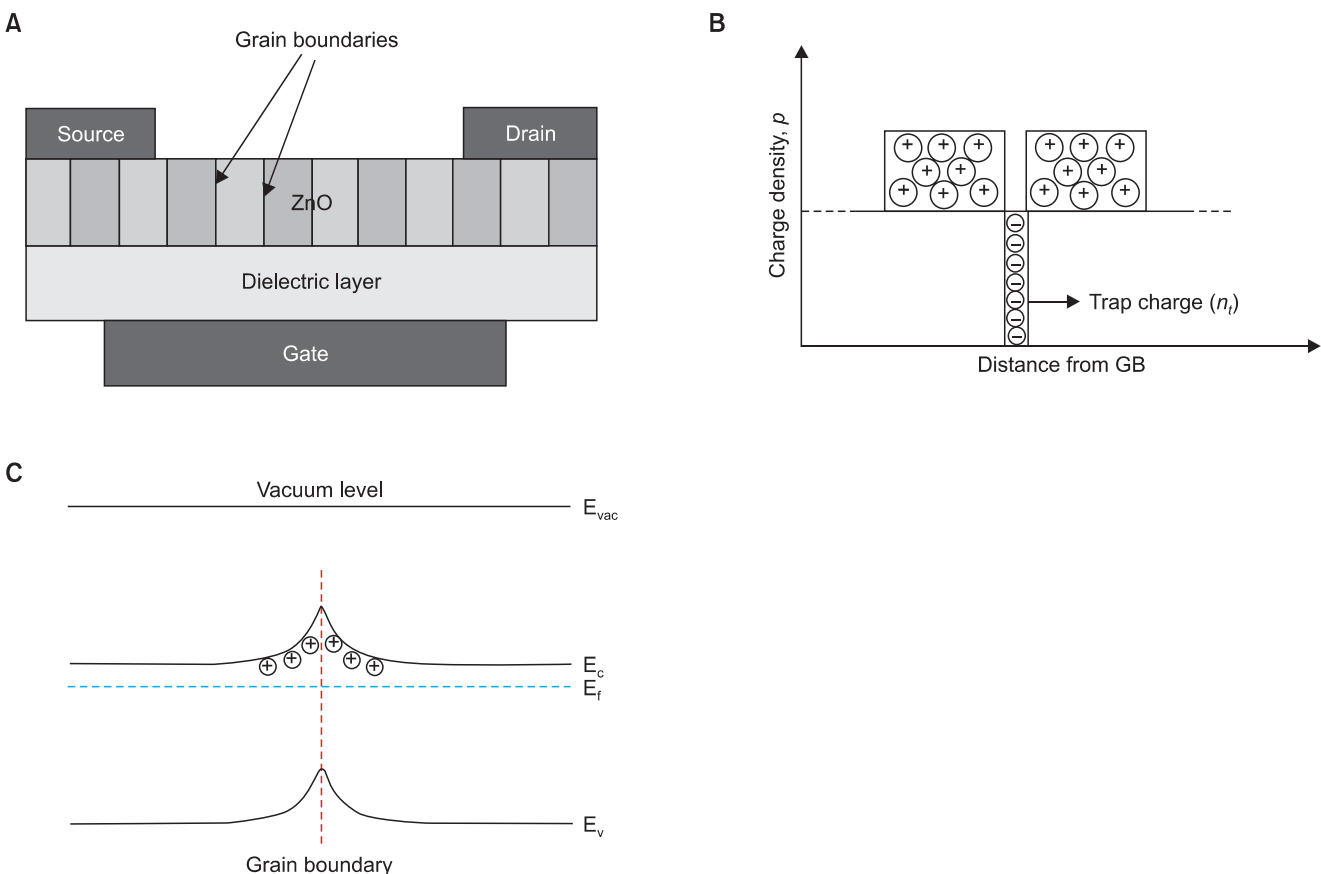 A
Grain boundaries
Source
Drain
ZnO
Dielectric layer
Gate
B
Charge density, p
+ + +
+ +
+ + +
+ + +
+ +
+ + +
−
−
−
−
−
−
−
Trap charge (nt)
Distance from GB
C
Vacuum level
Evac
+ + + + + +
Ec
Ef
Ev
Grain boundary